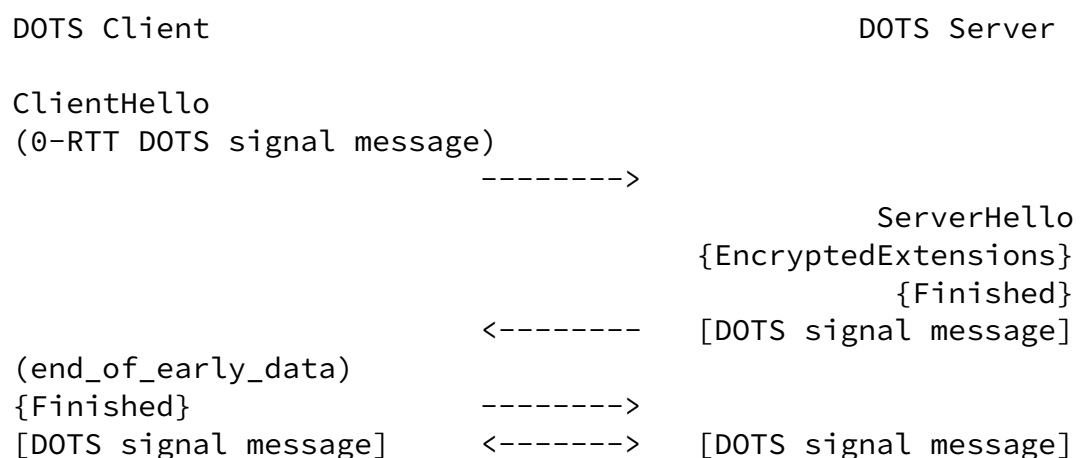 DOTS Client                                    DOTS Server
ClientHello
(0-RTT DOTS signal message)
                          -------->
                                                ServerHello
                                      {EncryptedExtensions}
                                                 {Finished}
                          <--------   [DOTS signal message]
(end_of_early_data)
{Finished}                -------->
[DOTS signal message]     <------->   [DOTS signal message]